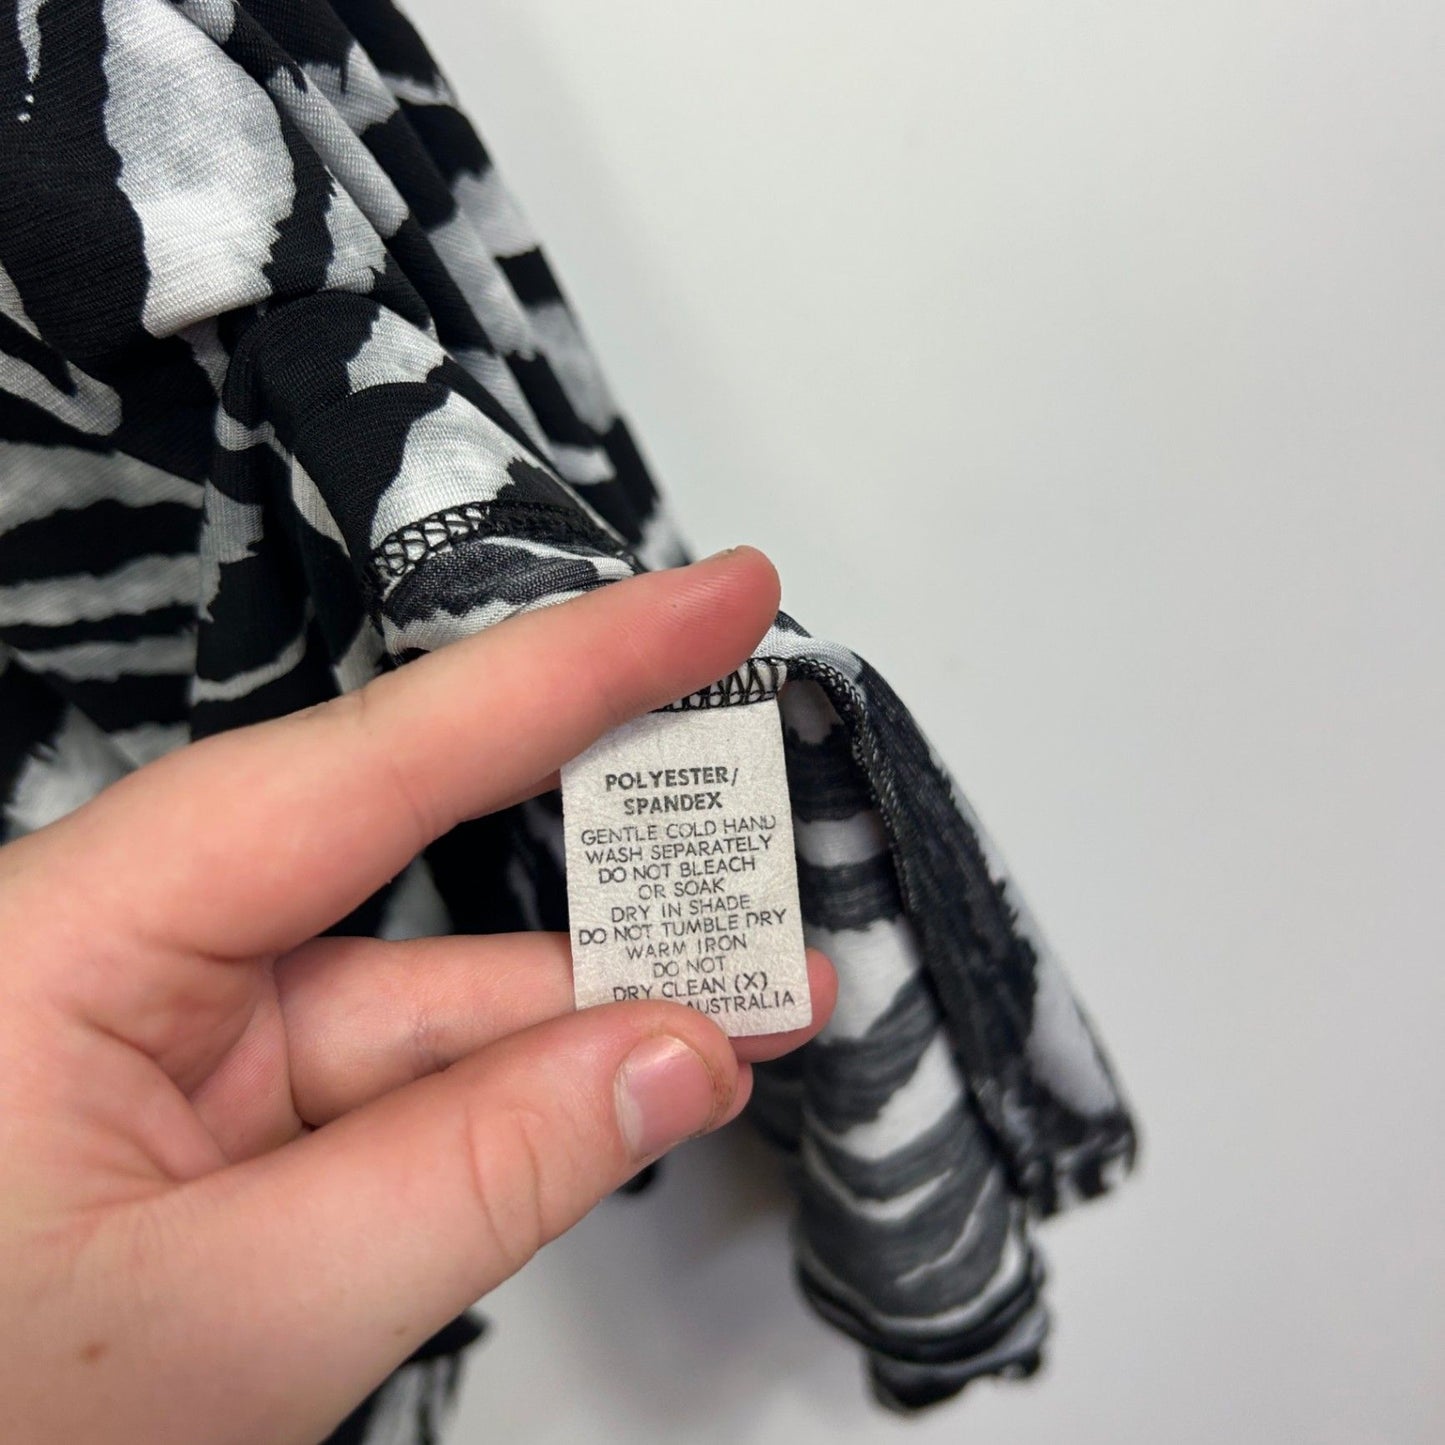 POLYESTER/
SPANDEX
GENTLE COLD HAND
WASH SEPARATELY
DO NOT BLEACH
OR SOAK
DRY IN SHADE
DO NOT TUMBLE DRY
WARM IRON
DO NOT
DRY CLEAN (X)
AUSTRALIA